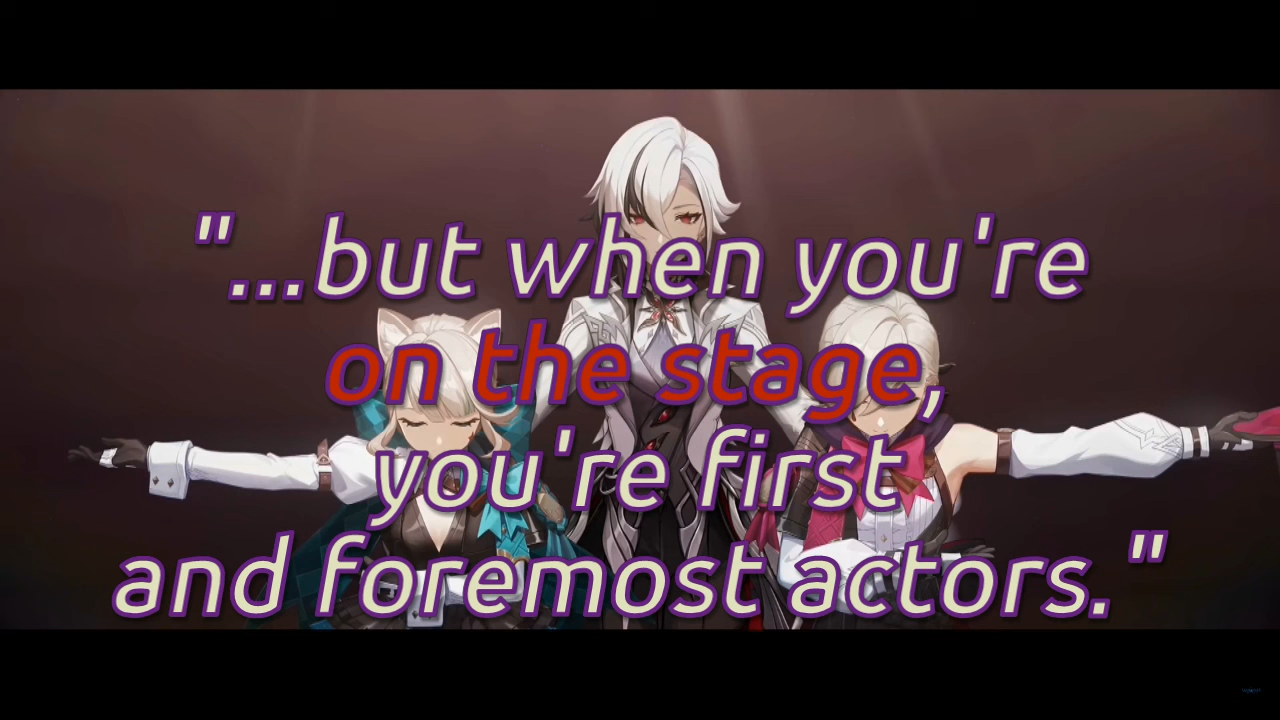 "...but when you're
on the stage,
you're first
and foremost actors."